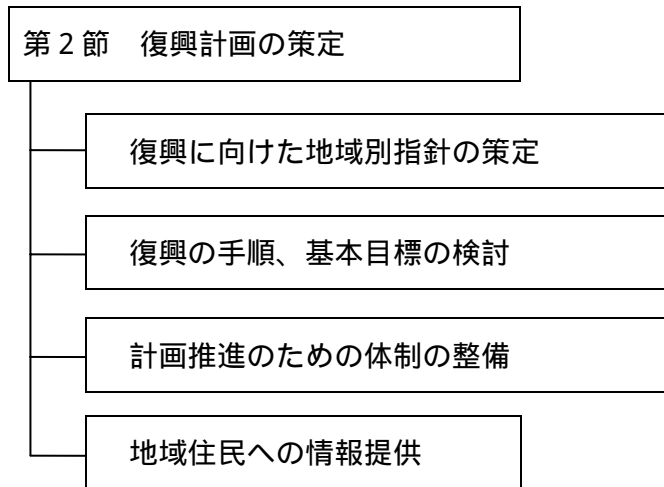 第２節　復興計画の策定
復興に向けた地域別指針の策定
復興の手順、基本目標の検討
計画推進のための体制の整備
地域住民への情報提供